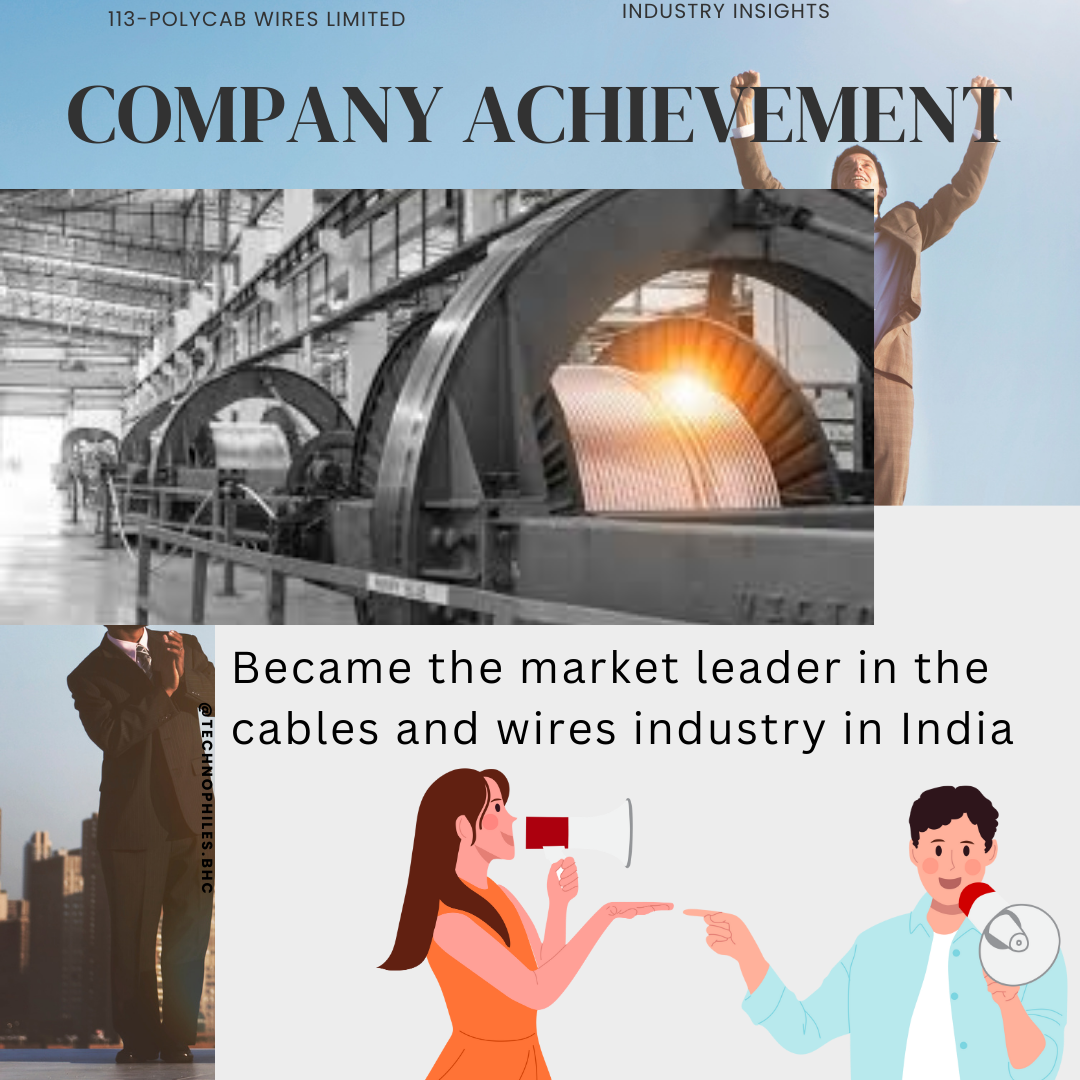 113-POLYCAB WIRES LIMITED
INDUSTRY INSIGHTS
COMPANY ACHIEVEMENT
Became the market leader in the
cables and wires industry in India
@TECHNOPHILES.BHC